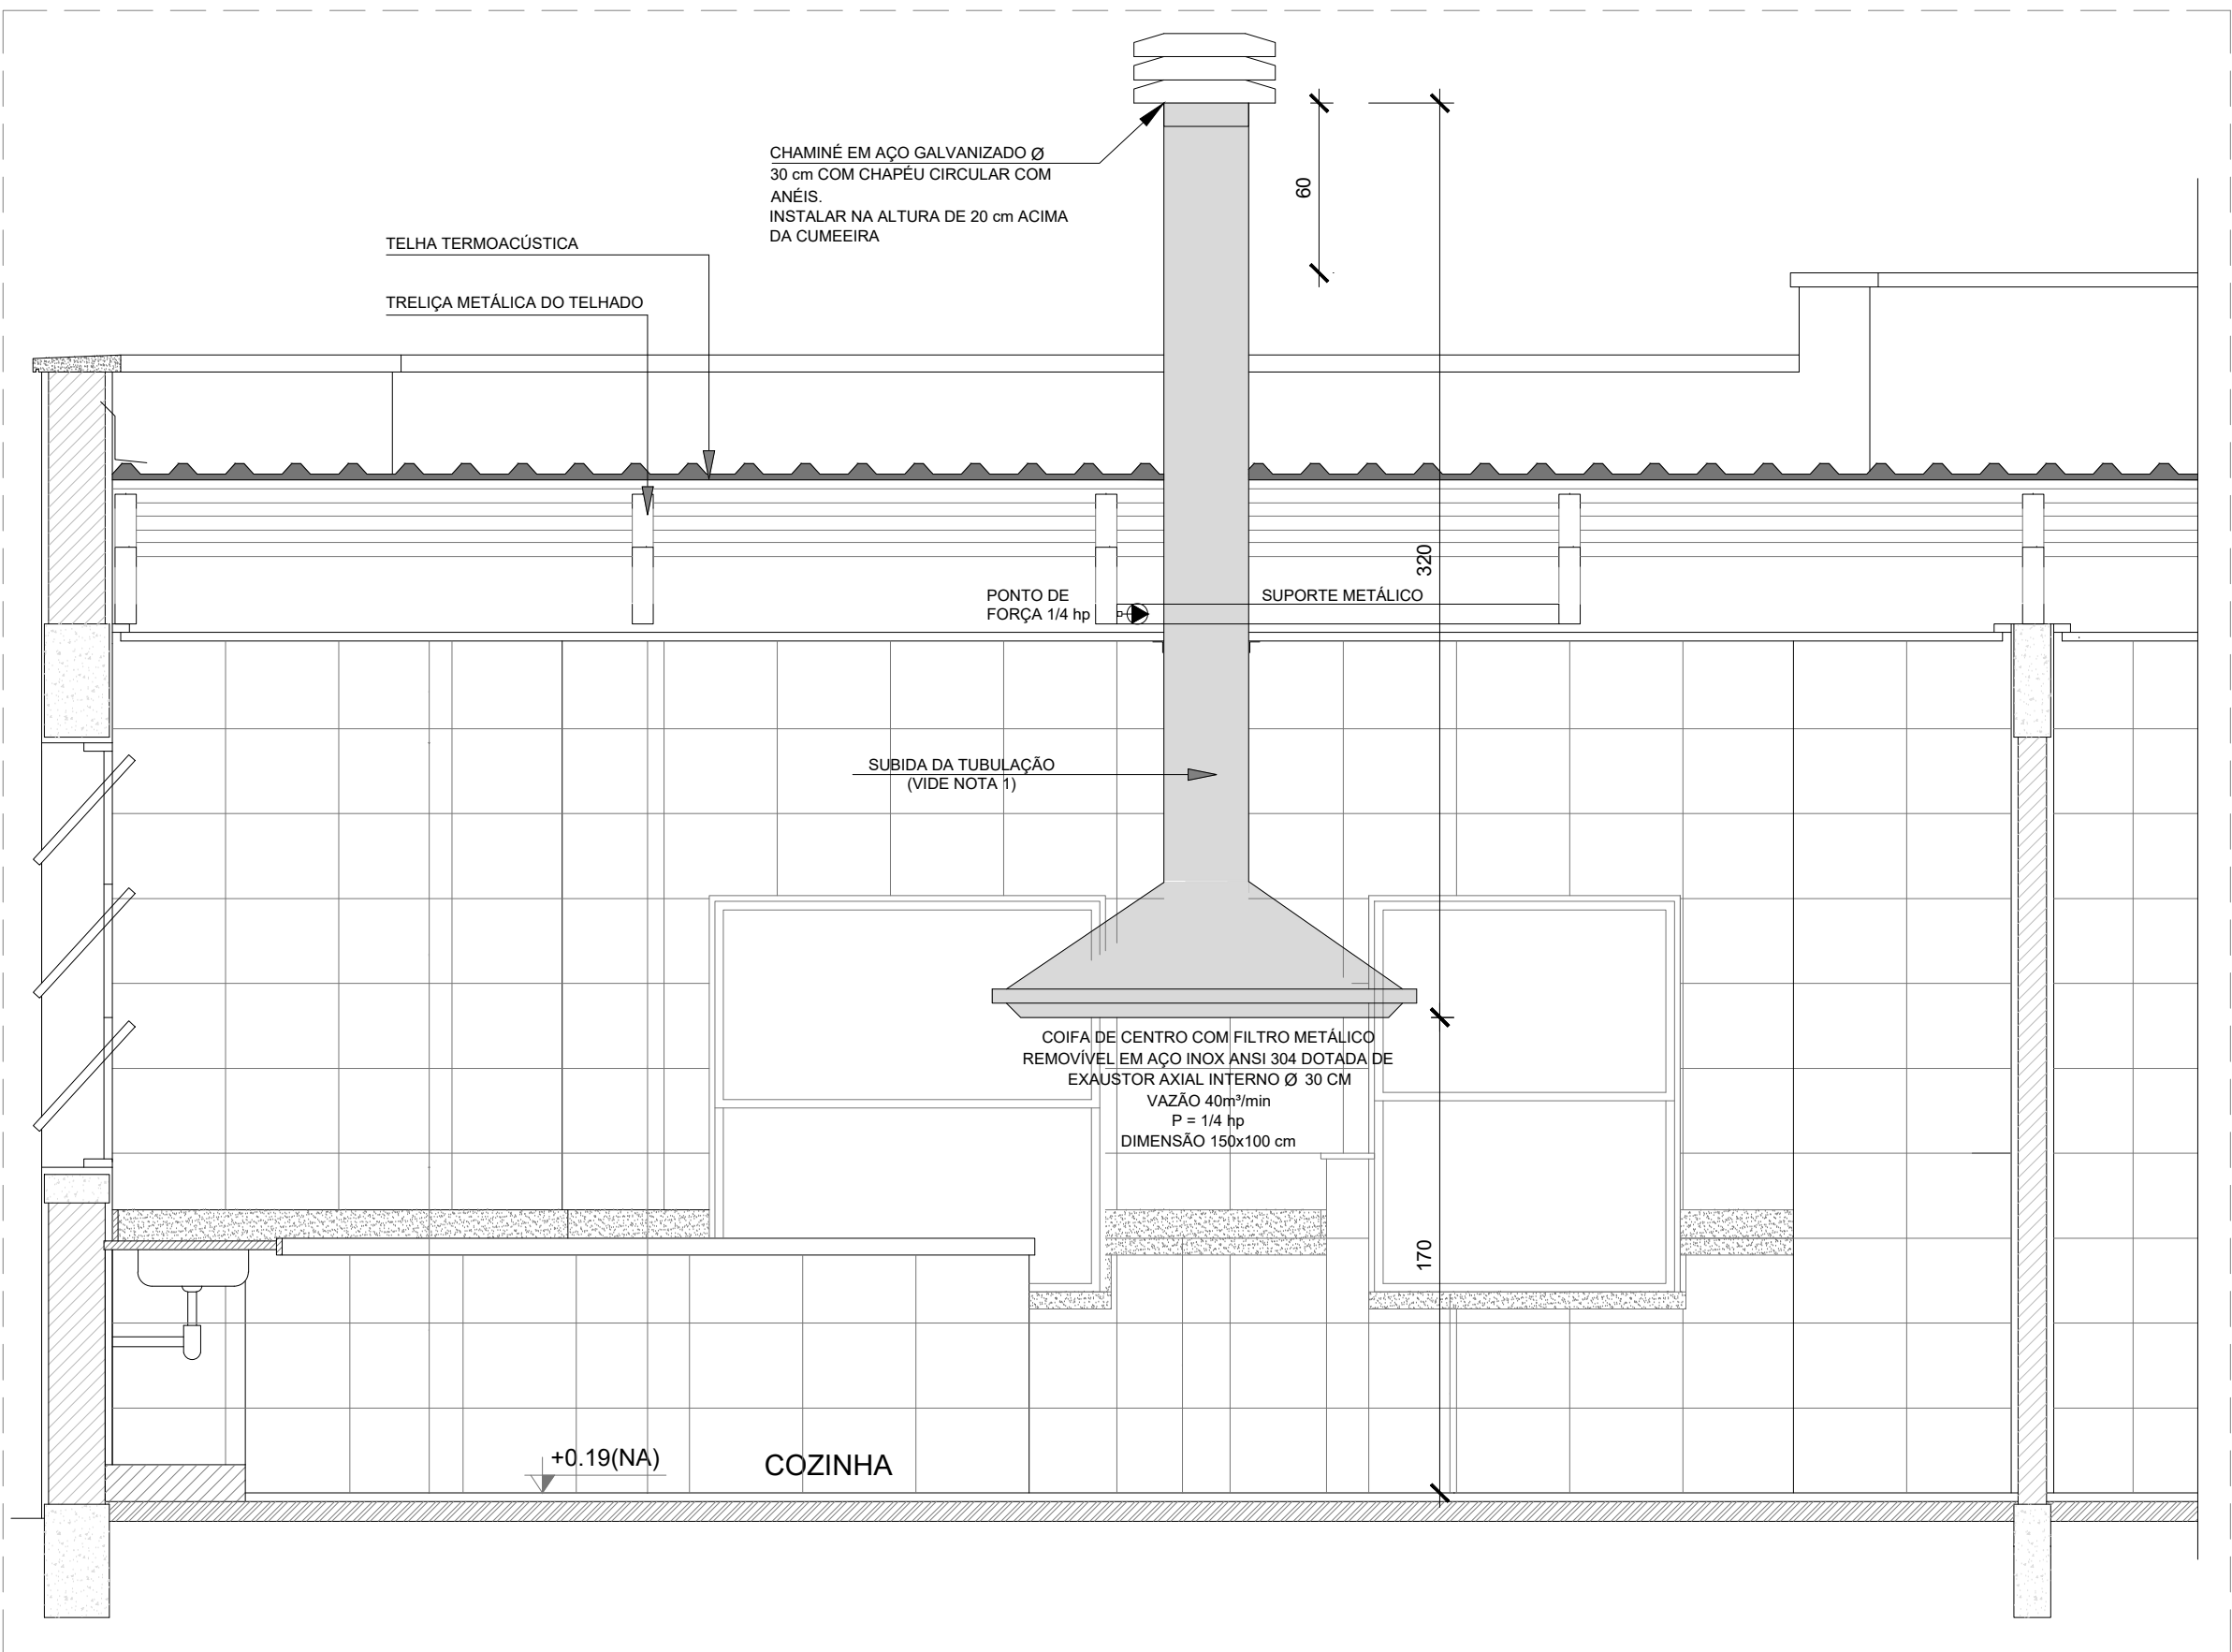 CHAMINÉ EM AÇO GALVANIZADO Ø
30 cm COM CHAPÉU CIRCULAR COM
ANÉIS.
INSTALAR NA ALTURA DE 20 cm ACIMA
DA CUMEEIRA
60
TELHA TERMOACÚSTICA
TRELIÇA METÁLICA DO TELHADO
320
PONTO DE
FORÇA 1/4 hp
SUPORTE METÁLICO
SUBIDA DA TUBULAÇÃO
(VIDE NOTA 1)
COIFA DE CENTRO COM FILTRO METÁLICO
REMOVÍVEL EM AÇO INOX ANSI 304 DOTADA DE
EXAUSTOR AXIAL INTERNO Ø 30 CM
VAZÃO 40m³/min
P = 1/4 hp
DIMENSÃO 150x100 cm
170
+0.19(NA)
COZINHA